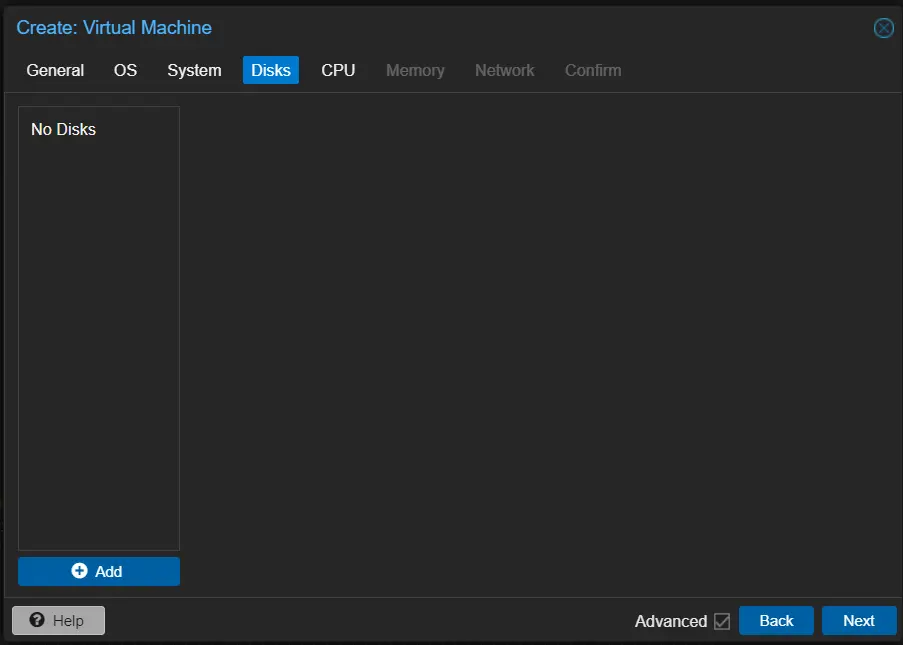 Create: Virtual Machine
General OS System Disks CPU Memory Network Confirm
No Disks
Add
Help Advanced Back Next